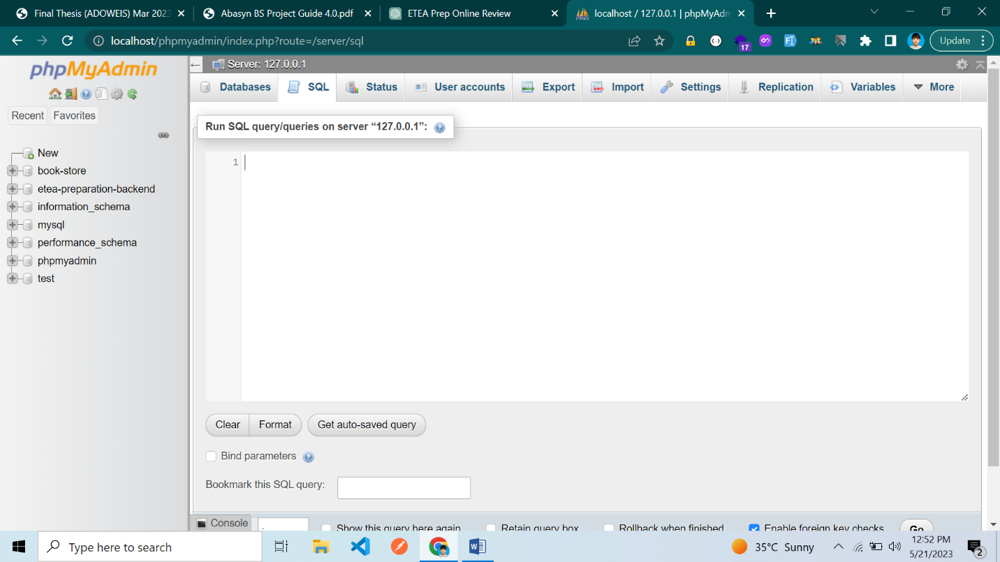 Final Thesis (ADOWEIS) Mar 2023
Abasyn BS Project Guide 4.0.pdf
ETEA Prep Online Review
localhost / 127.0.0.1 | phpMyAdm
localhost/phpmyadmin/index.php?route=/server/sql
17
Update
phpMyAdmin
Recent
Favorites
New
book-store
etea-preparation-backend
information_schema
mysql
performance_schema
phpmyadmin
test
Server: 127.0.0.1
Databases
SQL
Status
User accounts
Export
Import
Settings
Replication
Variables
More
Run SQL query/queries on server “127.0.0.1”:
1
Clear
Format
Get auto-saved query
Bind parameters
Bookmark this SQL query:
Console
Show this query here again
Retain query box
Rollback when finished
Enable foreign key checks
Go
Type here to search
35°C Sunny
12:52 PM
5/21/2023
2